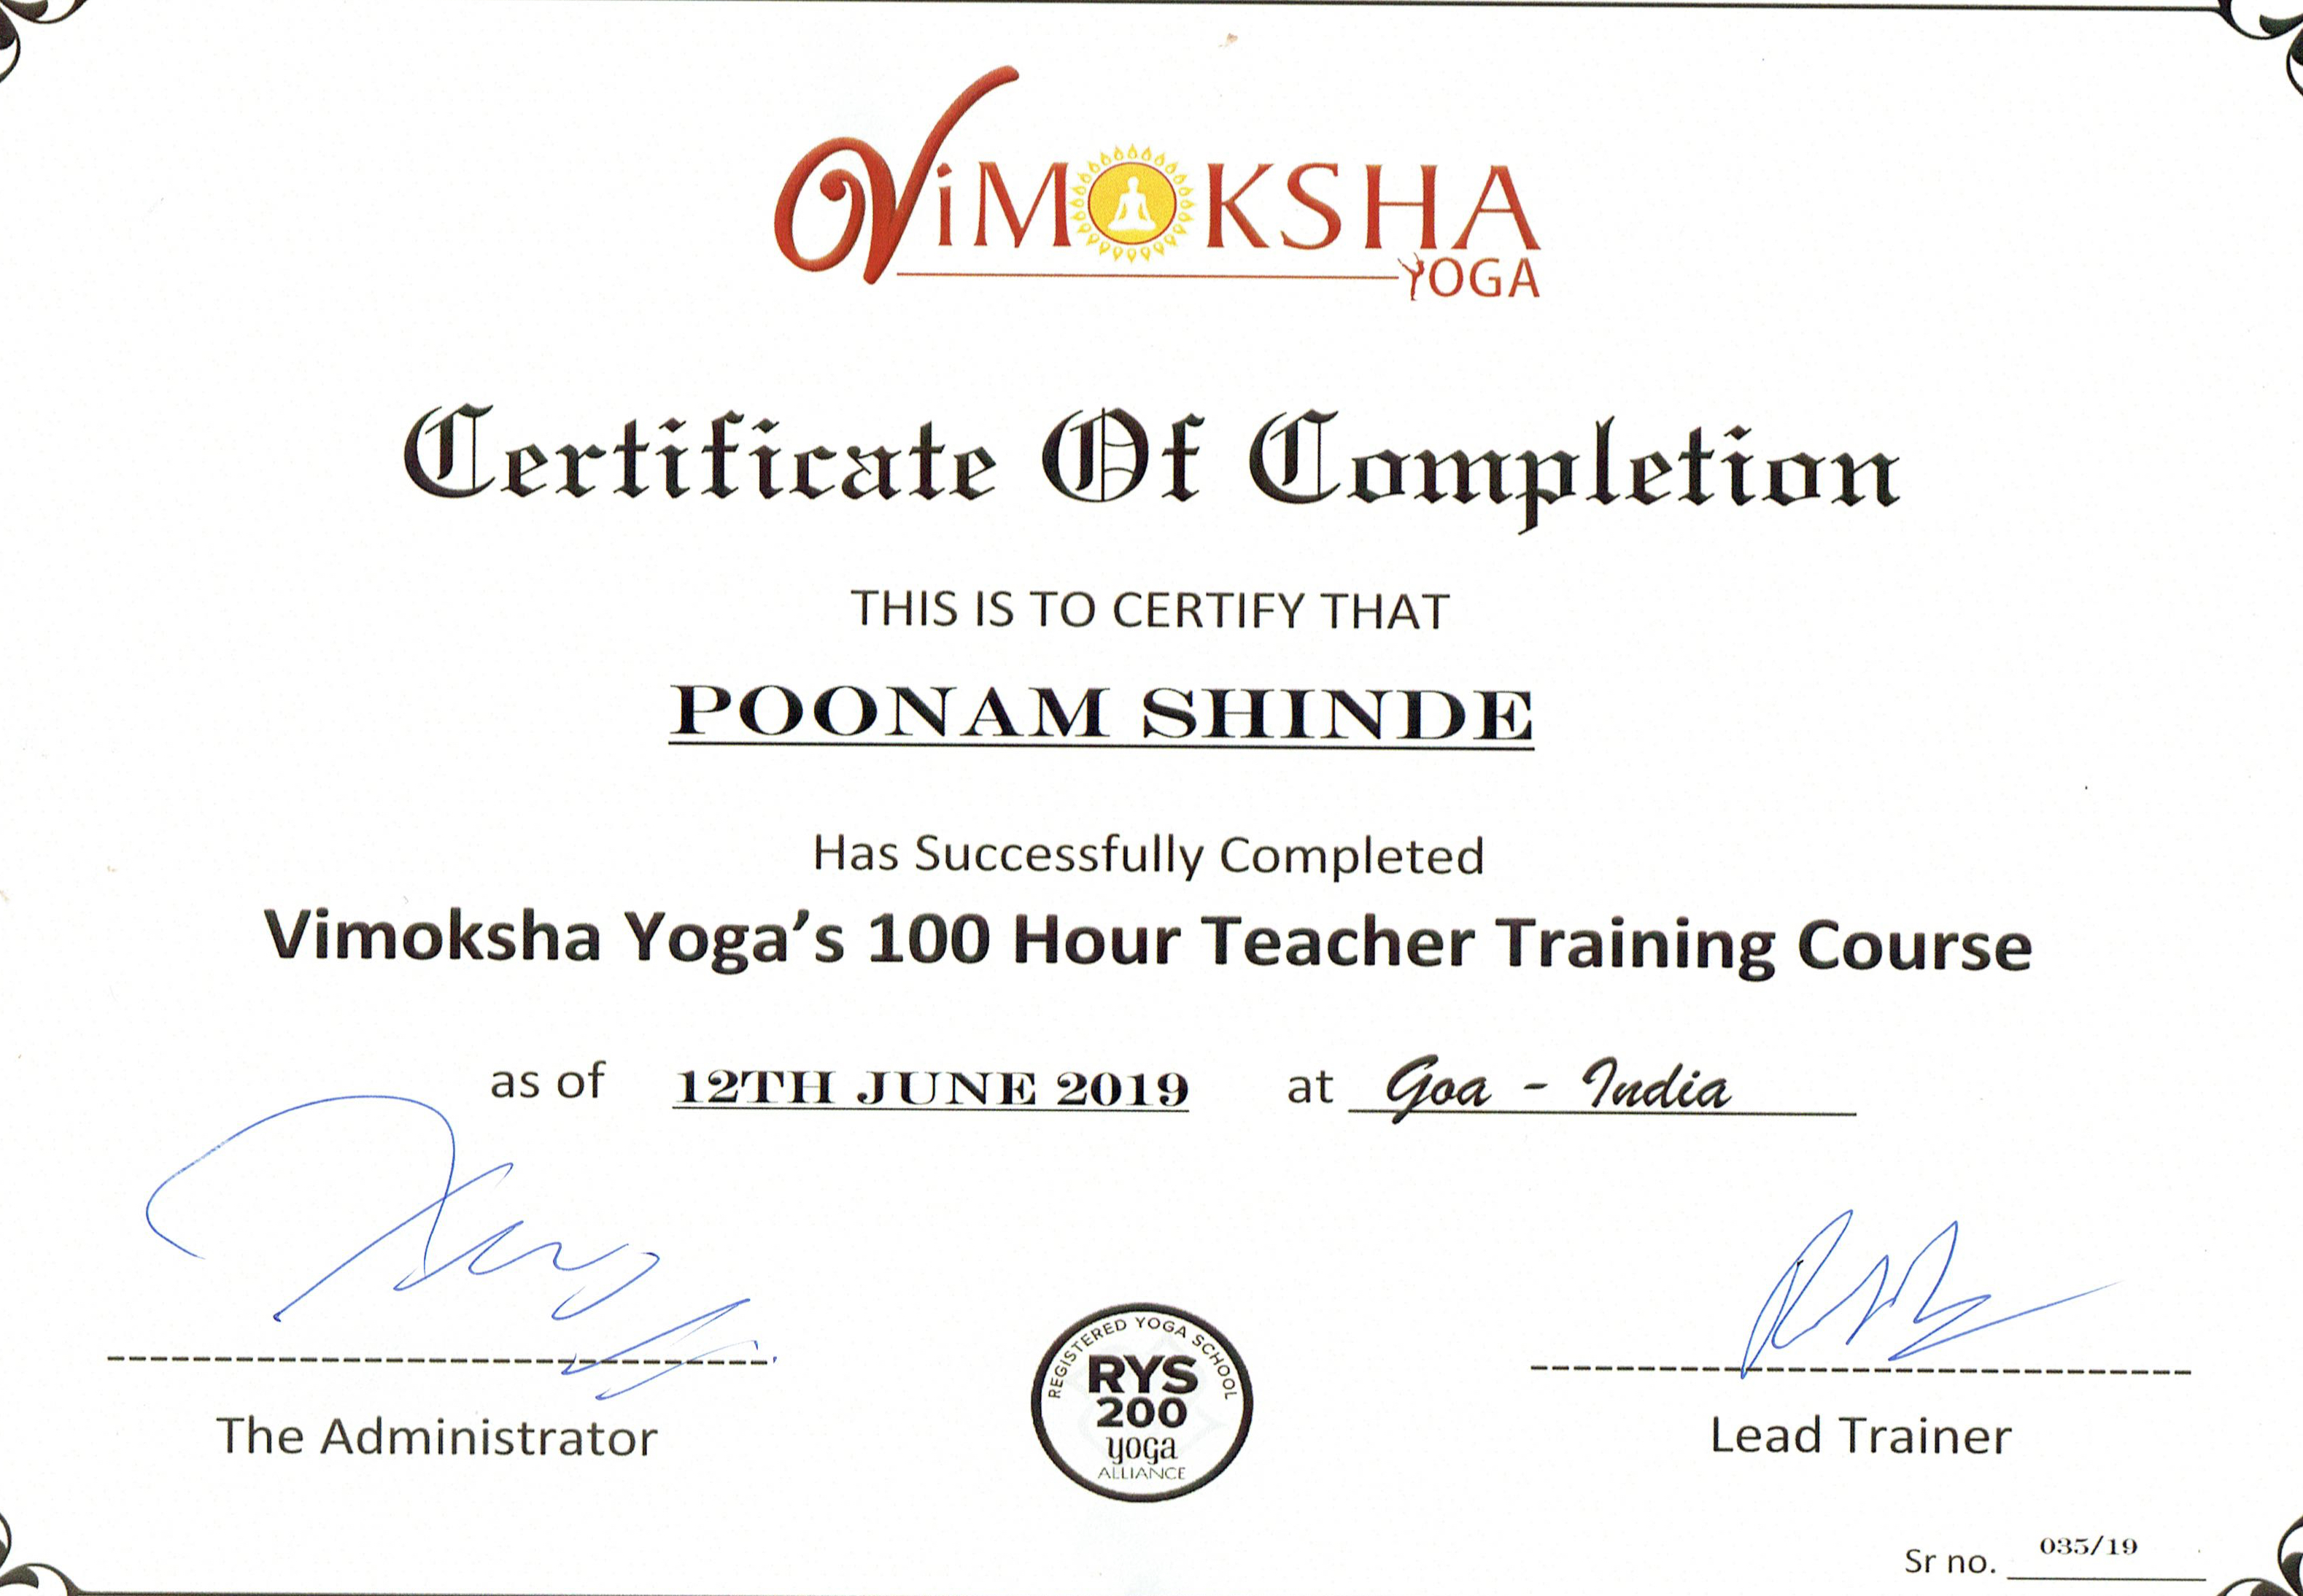 ViMOKSHA
YOGA
Certificate Of Completion
THIS IS TO CERTIFY THAT
POONAM SHINDE
Has Successfully Completed
Vimoksha Yoga’s 100 Hour Teacher Training Course
as of 12TH JUNE 2019 at Goa - India
The Administrator
REGISTERED YOGA SCHOOL
RYS
200
yoga
ALLIANCE
Lead Trainer
Sr no. 035/19